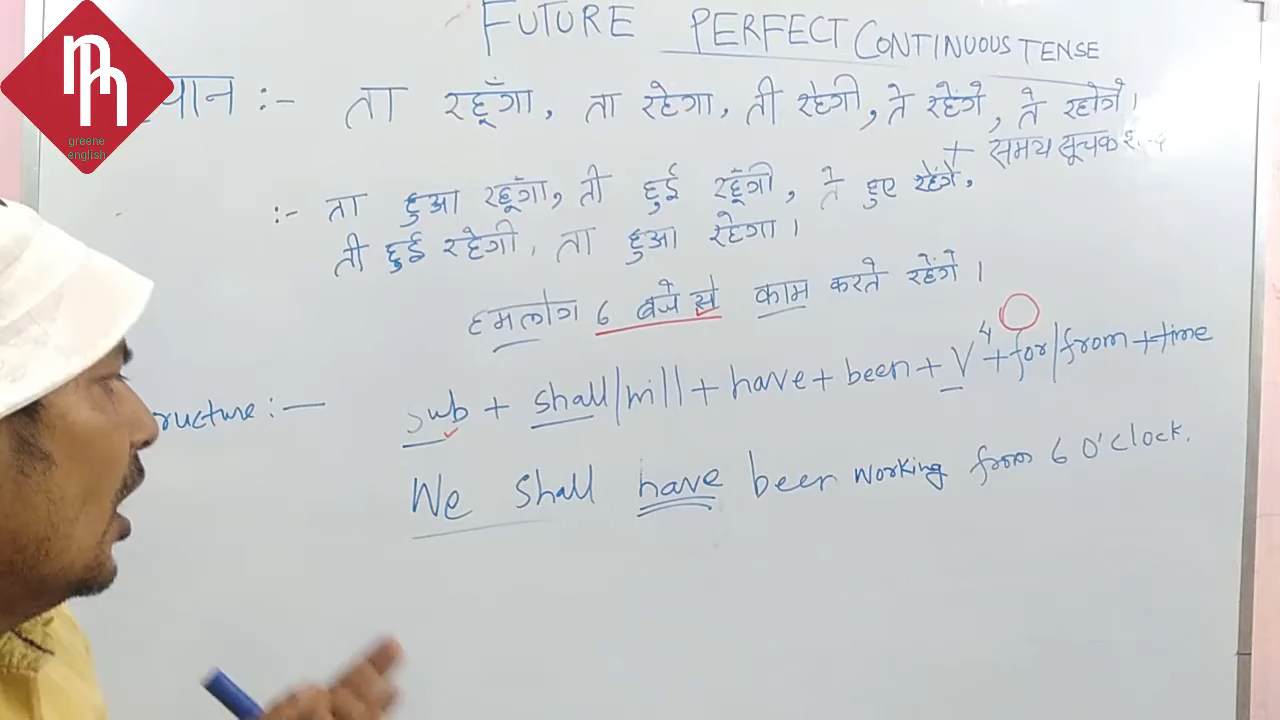 greene
english
FUTURE PERFECT CONTINUOUS TENSE
:- ता रहूँगा, ता रहेगा, ती रहेगी, ते रहेंगे, ते रहोगे।
+ समय सूचक
:- ता हुआ रहूँगा, ती हुई रहूँगी, ते हुए रहेंगे,
ती हुई रहेगी, ता हुआ रहेगा।
हमलोग 6 बजे से काम करते रहेंगे।
ructure:- sub + shall/will + have + been + V4 + for/from + time
We shall have been working from 6 O'clock.